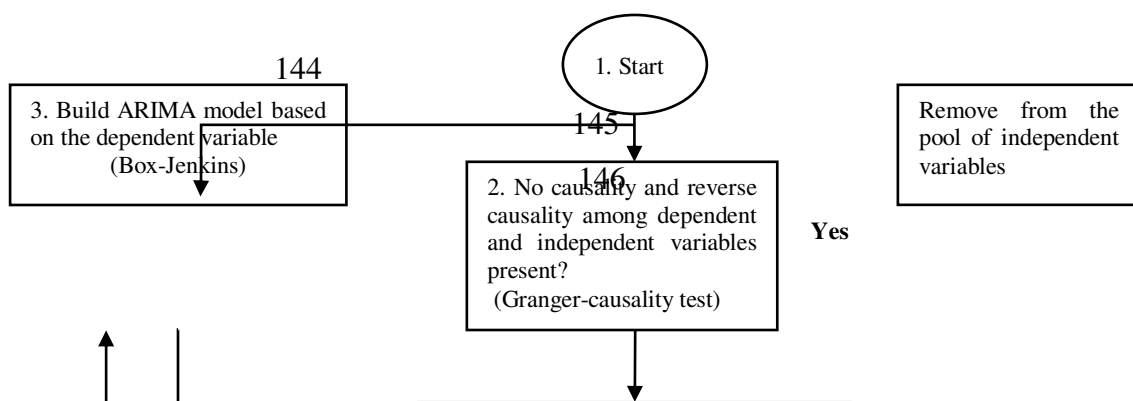 1. Start
144
3. Build ARIMA model based
on the dependent variable
(Box-Jenkins)
145
146
2. No causality and reverse
causality among dependent
and independent variables
present?
(Granger-causality test)
Yes
Remove from the
pool of independent
variables